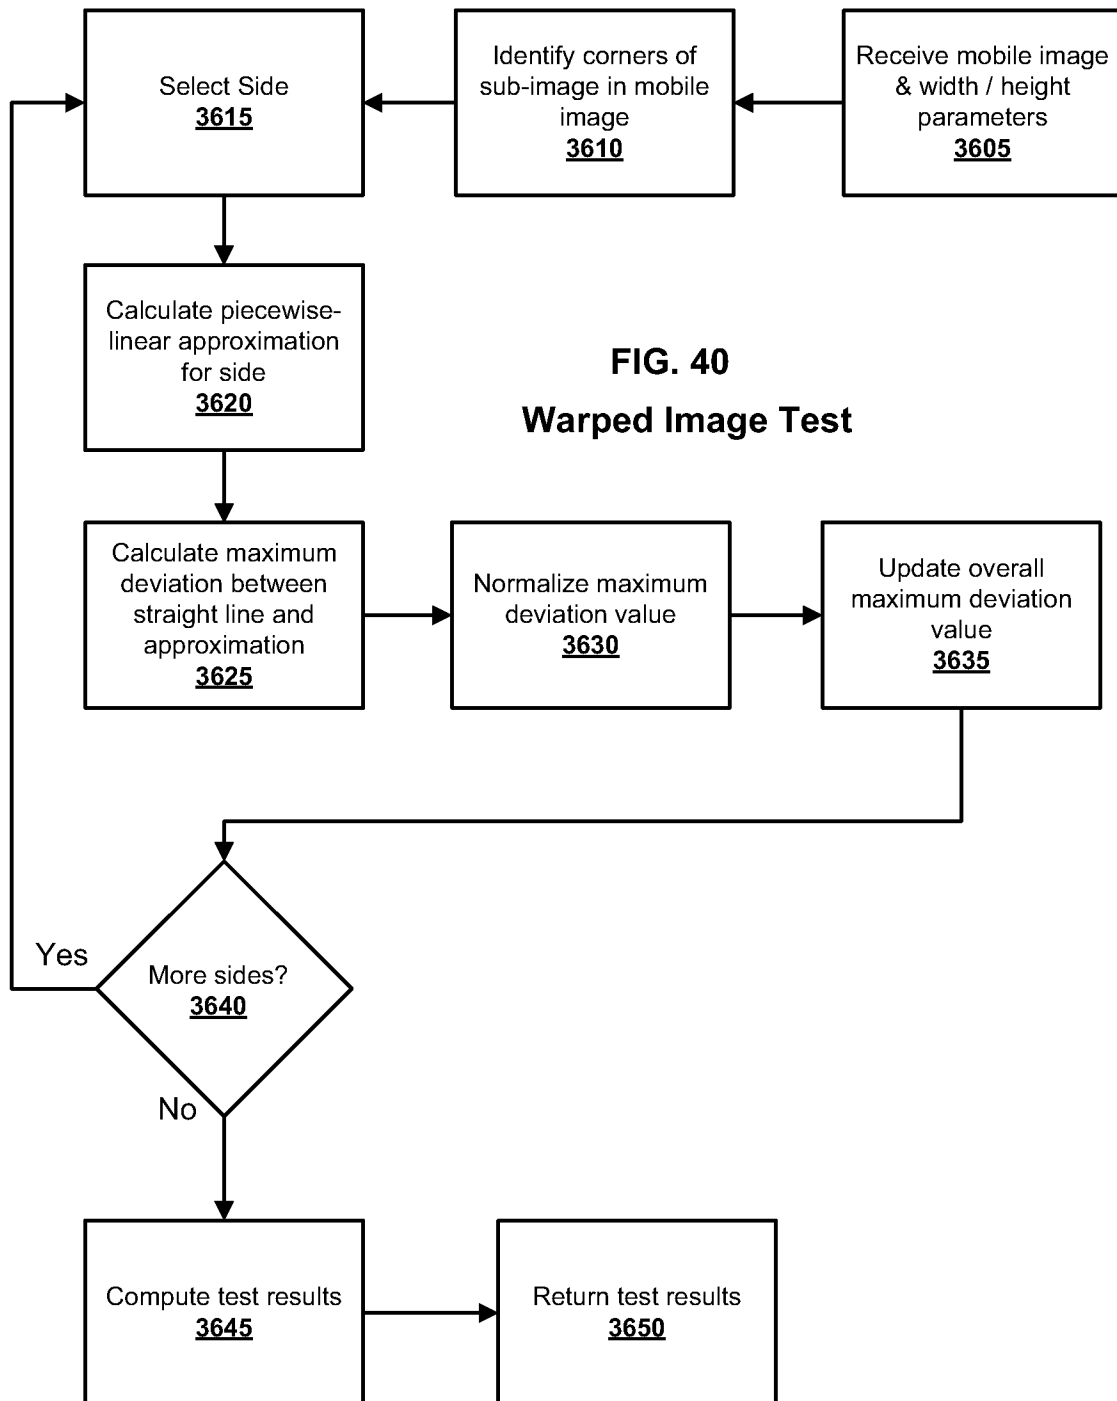 Select Side
3615
Identify corners of
sub-image in mobile
image
3610
Receive mobile image
& width / height
parameters
3605
Calculate piecewise-
linear approximation
for side
3620
FIG. 40
Warped Image Test
Calculate maximum
deviation between
straight line and
approximation
3625
Normalize maximum
deviation value
3630
Update overall
maximum deviation
value
3635
Yes
More sides?
3640
No
Compute test results
3645
Return test results
3650